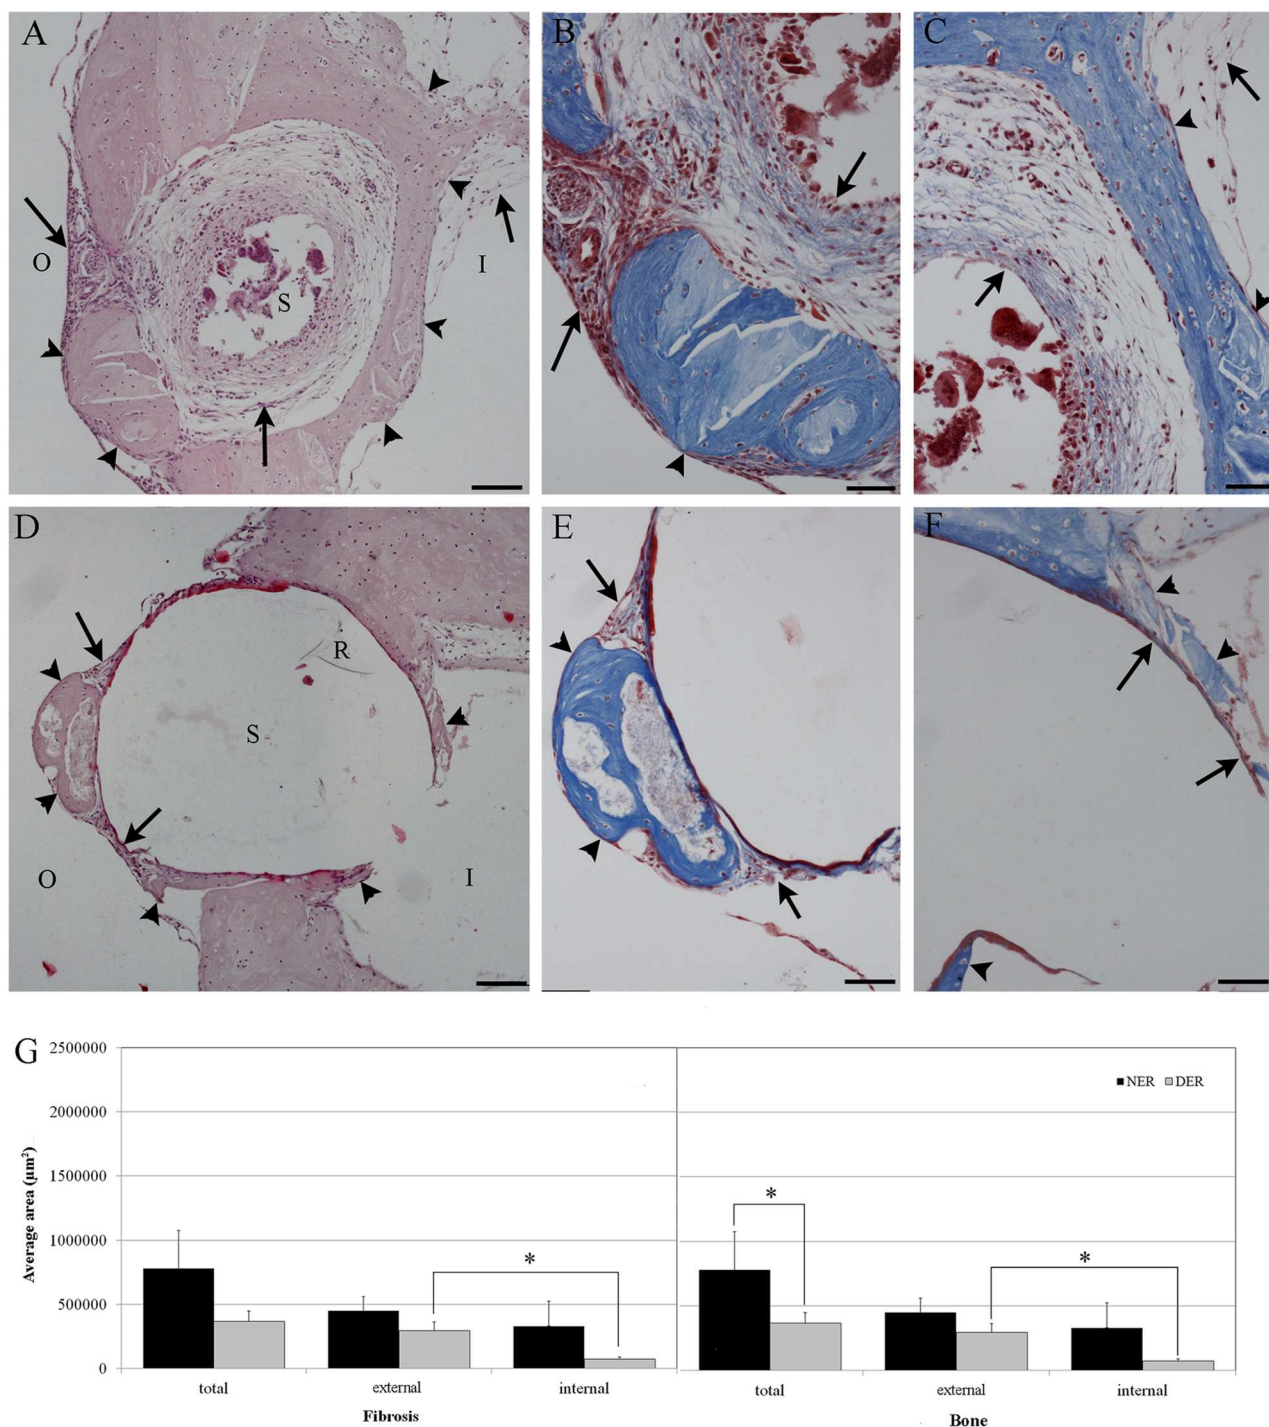 A
B
C
O
S
I
D
E
F
R
S
O
I
G
2500000
NER DER
2000000
Average area (µm²)
1500000
*
1000000
* *
500000
0
total external internal total external internal
Fibrosis Bone